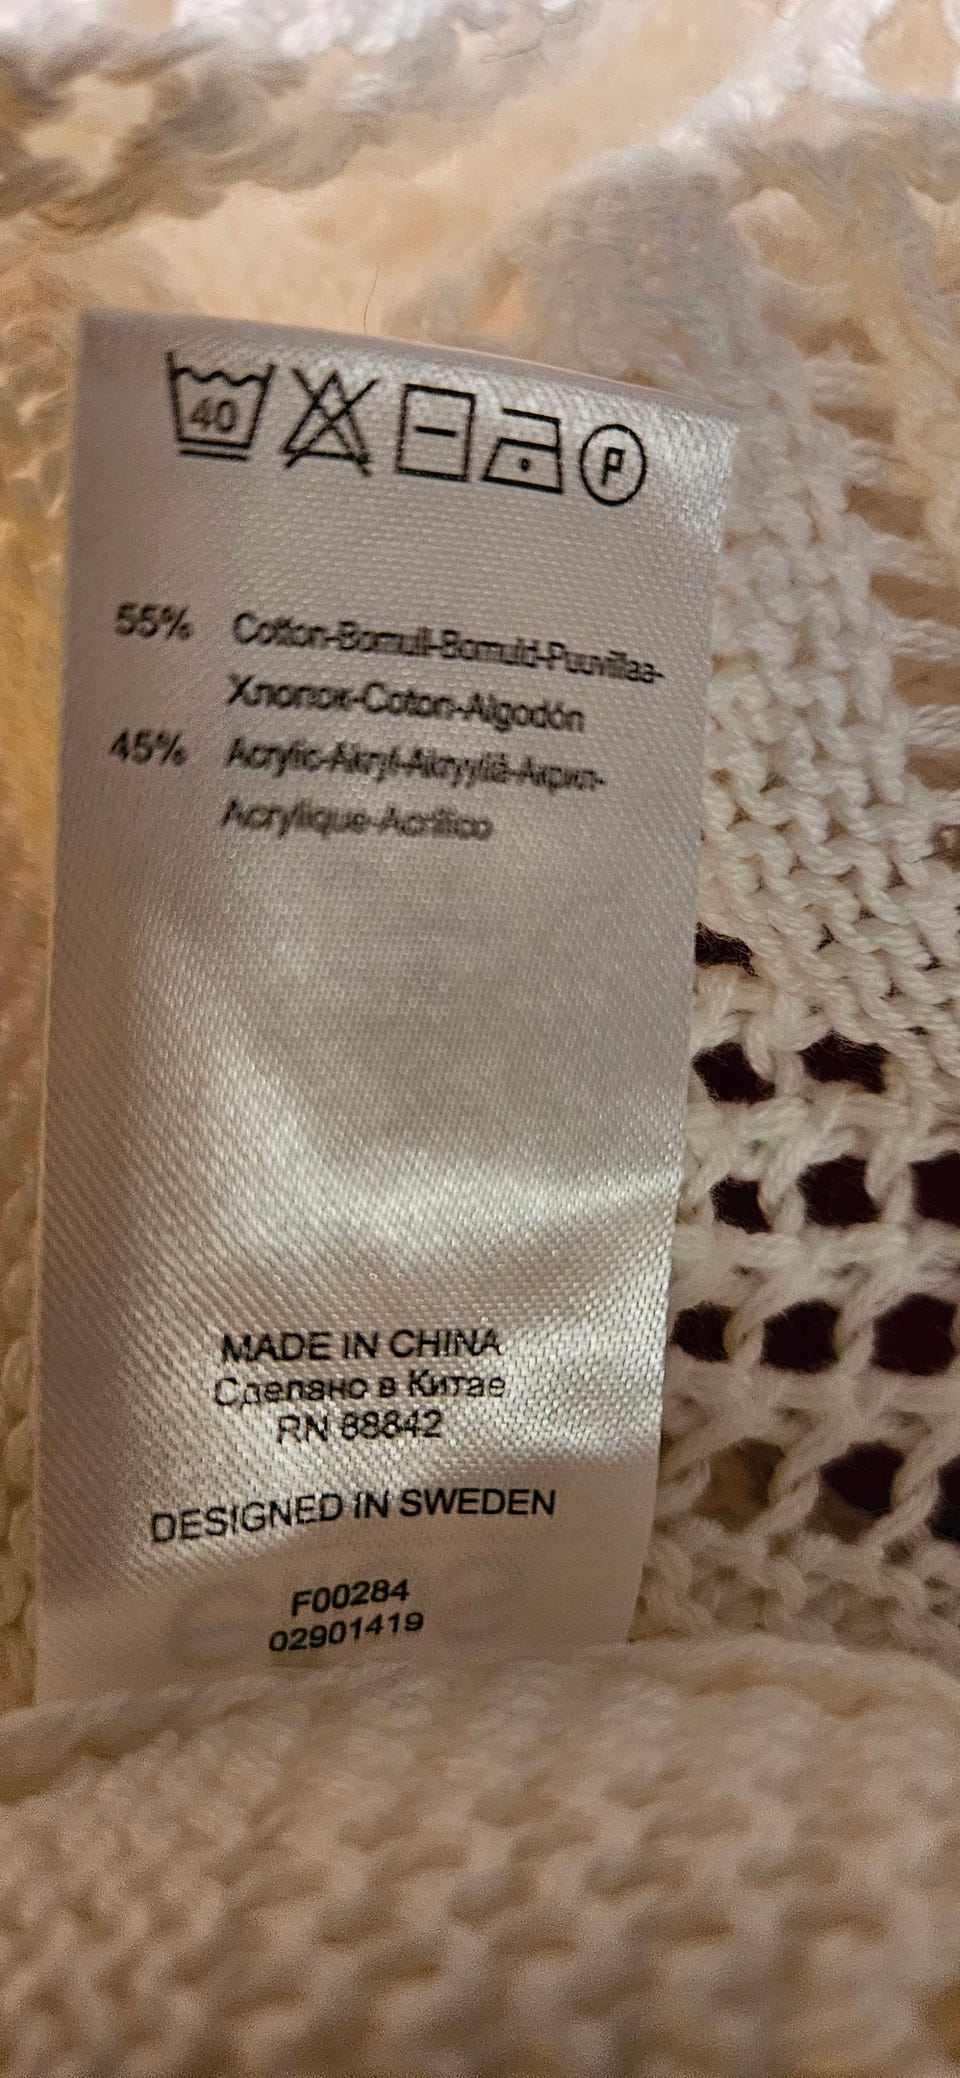 40
P
55% Cotton-Bomull-Bomuld-Puuvillaa-
Хлопок-Coton-Algodón
45% Acrylic-Akryl-Akryyliä-Акрил-
Acrylique-Acrílico
MADE IN CHINA
Сделано в Китае
RN 88842
DESIGNED IN SWEDEN
F00284
02901419